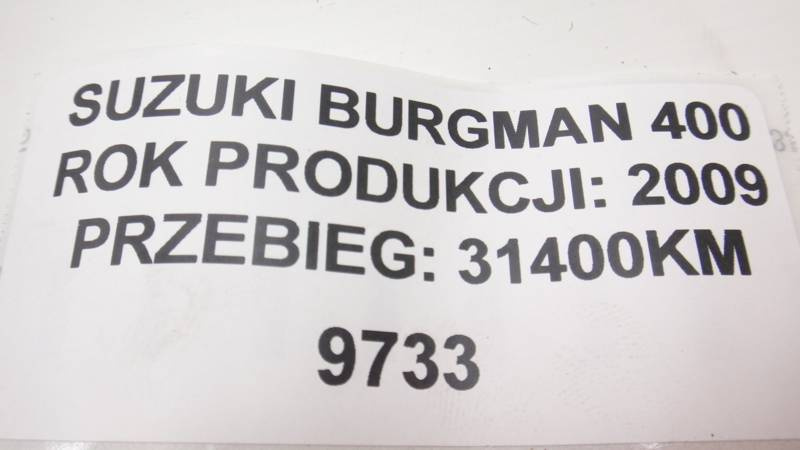 SUZUKI BURGMAN 400
ROK PRODUKCJI: 2009
PRZEBIEG: 31400KM
9733